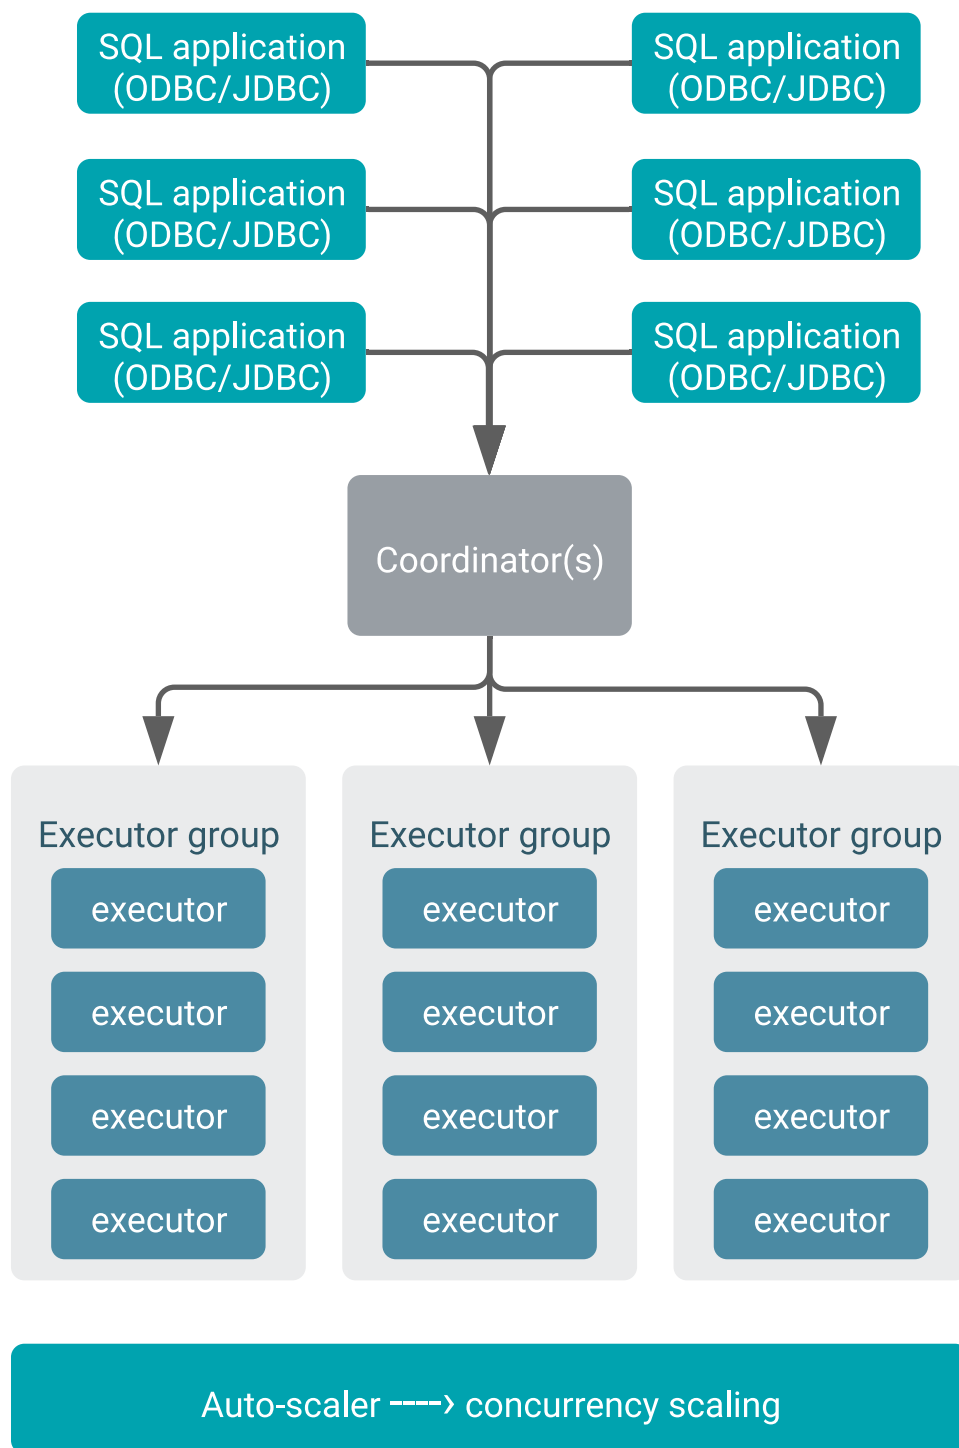 SQL application
(ODBC/JDBC)
SQL application
(ODBC/JDBC)
SQL application
(ODBC/JDBC)
SQL application
(ODBC/JDBC)
SQL application
(ODBC/JDBC)
SQL application
(ODBC/JDBC)
Coordinator(s)
Executor group
executor
executor
executor
executor
Executor group
executor
executor
executor
executor
Executor group
executor
executor
executor
executor
Auto-scaler ----› concurrency scaling